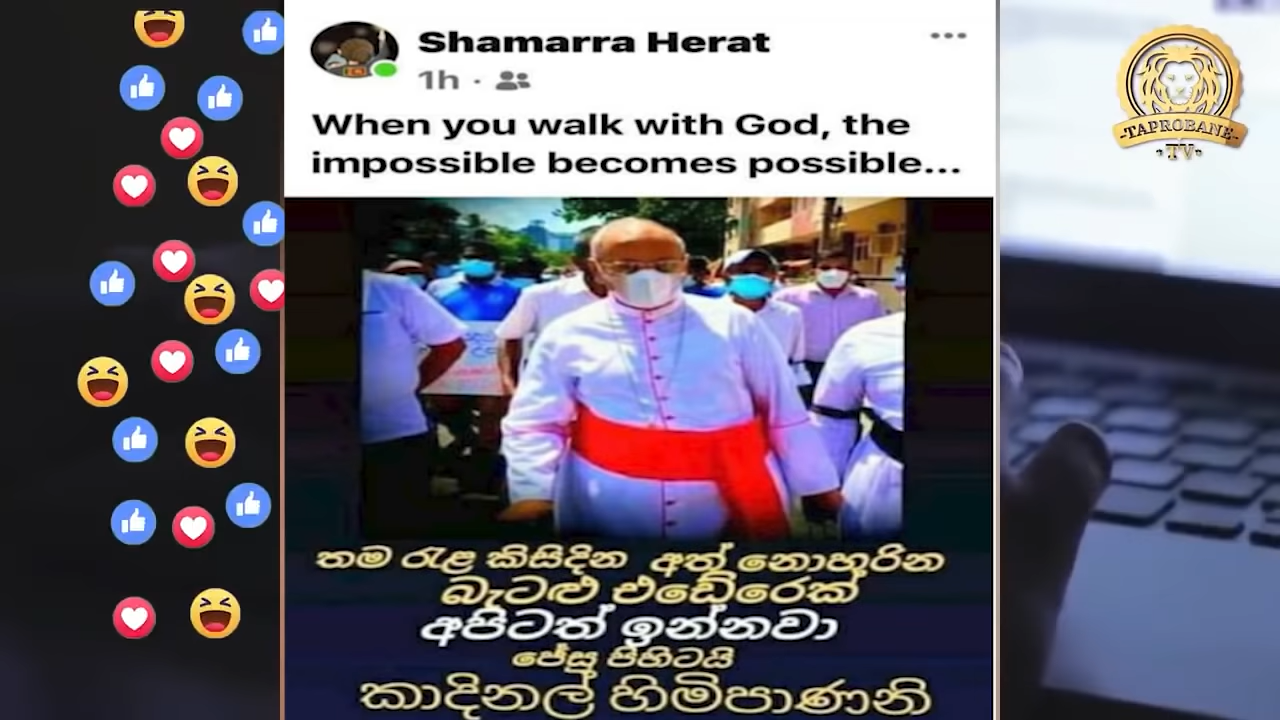 Shamarra Herat
1h ·
When you walk with God, the
impossible becomes possible...
TAPROBANE
TV
තම රැළ කිසිදින අත් නොහරින
බැටළු එඬේරෙක්
අපිටත් ඉන්නවා
ජේසු පිහිටයි
කාදිනල් හිමිපාණනි